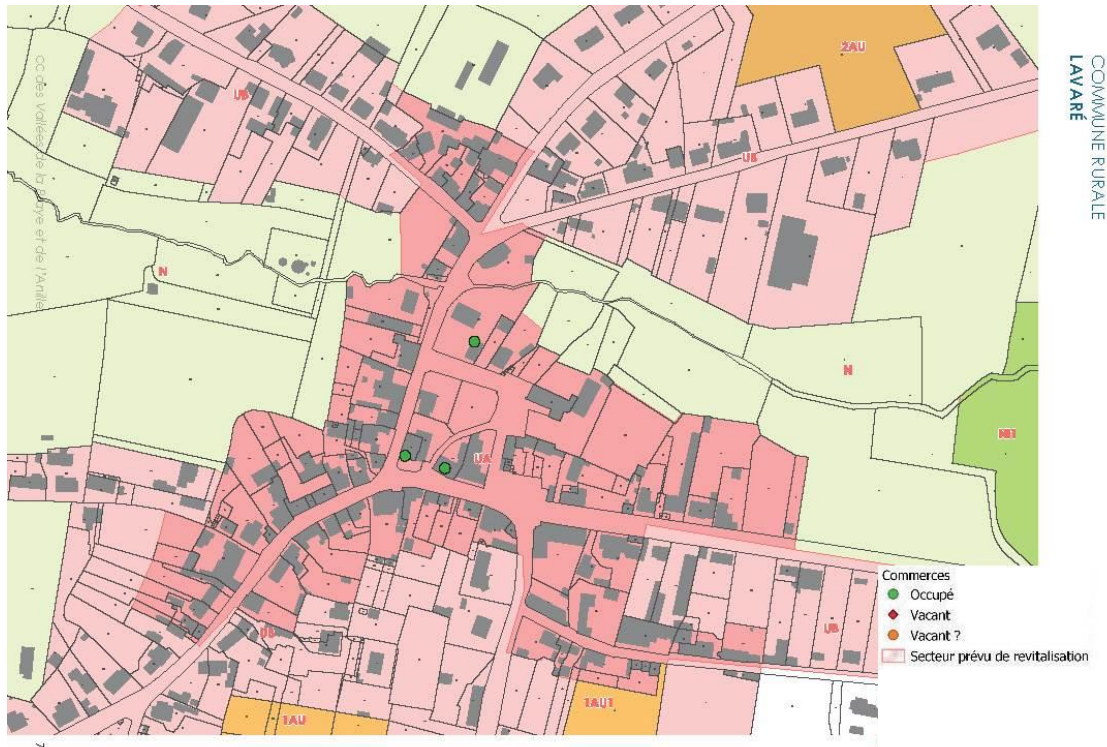 COMMUNE RURALE
LAVARÉ
CC des Vallées de la Braye et de l'Anille
2AU
UB
UB
N
N
UA
UB
UB
1AU
1AU1
Commerces
Occupé
Vacant
Vacant ?
Secteur prévu de revitalisation